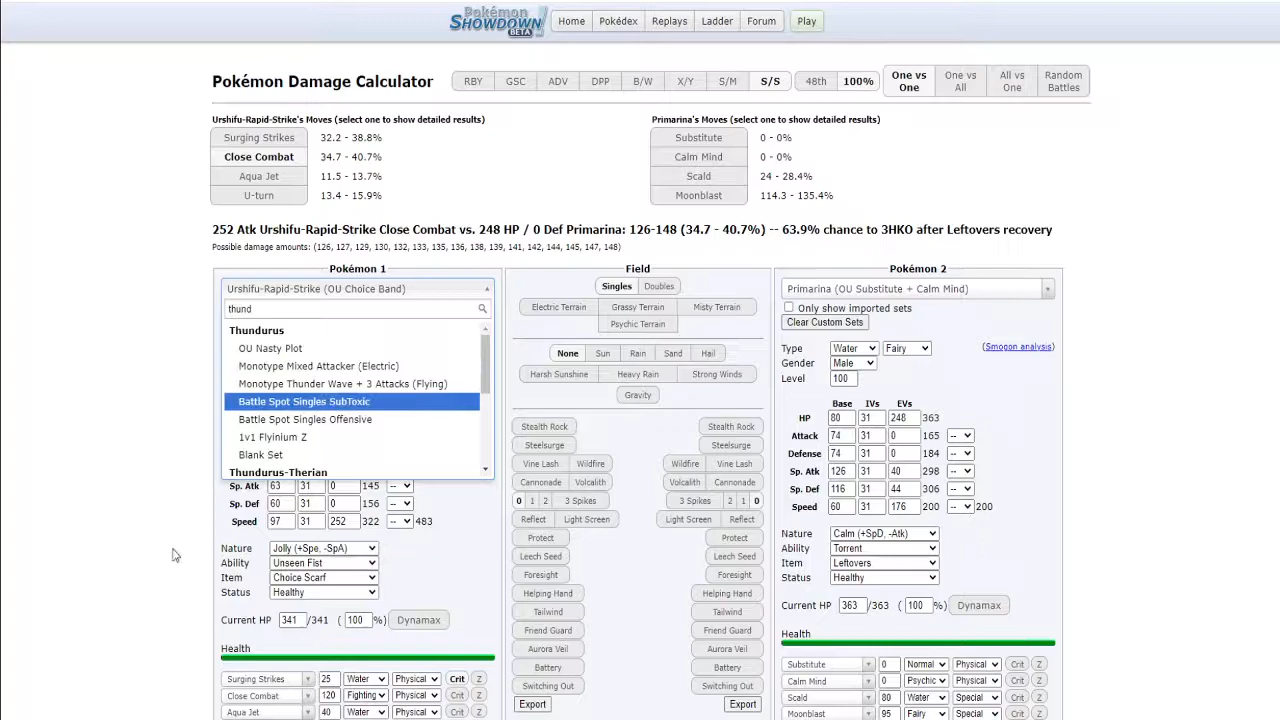 Pokémon SHOWDOWN! BETA Home Pokédex Replays Ladder Forum Play
Pokémon Damage Calculator RBY GSC ADV DPP B/W X/Y S/M S/S 48th 100% One vs One One vs All All vs One Random Battles
Urshifu-Rapid-Strike's Moves (select one to show detailed results)
Surging Strikes 32.2 - 38.8%
Close Combat 34.7 - 40.7%
Aqua Jet 11.5 - 13.7%
U-turn 13.4 - 15.9%
Primarina's Moves (select one to show detailed results)
Substitute 0 - 0%
Calm Mind 0 - 0%
Scald 24 - 28.4%
Moonblast 114.3 - 135.4%
252 Atk Urshifu-Rapid-Strike Close Combat vs. 248 HP / 0 Def Primarina: 126-148 (34.7 - 40.7%) -- 63.9% chance to 3HKO after Leftovers recovery
Possible damage amounts: (126, 127, 129, 130, 132, 133, 135, 136, 138, 139, 141, 142, 144, 145, 147, 148)
Pokémon 1
Urshifu-Rapid-Strike (OU Choice Band)
thund
Thundurus
OU Nasty Plot
Monotype Mixed Attacker (Electric)
Monotype Thunder Wave + 3 Attacks (Flying)
Battle Spot Singles SubToxic
Battle Spot Singles Offensive
1v1 Flyinium Z
Blank Set
Thundurus-Therian
Sp. Atk 63 31 0 145 --
Sp. Def 60 31 0 156 --
Speed 97 31 252 322 -- 483
Nature Jolly (+Spe, -SpA)
Ability Unseen Fist
Item Choice Scarf
Status Healthy
Current HP 341 /341 ( 100 %) Dynamax
Health
Surging Strikes 25 Water Physical Crit Z
Close Combat 120 Fighting Physical Crit Z
Aqua Jet 40 Water Physical Crit Z
Field
Singles Doubles
Electric Terrain Grassy Terrain Misty Terrain
Psychic Terrain
None Sun Rain Sand Hail
Harsh Sunshine Heavy Rain Strong Winds
Gravity
Stealth Rock Stealth Rock
Steelsurge Steelsurge
Vine Lash Wildfire Wildfire Vine Lash
Cannonade Volcalith Volcalith Cannonade
0 1 2 3 Spikes 3 Spikes 2 1 0
Reflect Light Screen Light Screen Reflect
Protect Protect
Leech Seed Leech Seed
Foresight Foresight
Helping Hand Helping Hand
Tailwind Tailwind
Friend Guard Friend Guard
Aurora Veil Aurora Veil
Battery Battery
Switching Out Switching Out
Export Export
Pokémon 2
Primarina (OU Substitute + Calm Mind)
Only show imported sets
Clear Custom Sets
Type Water Fairy (Smogon analysis)
Gender Male
Level 100
Base IVs EVs
HP 80 31 248 363
Attack 74 31 0 165 --
Defense 74 31 0 184 --
Sp. Atk 126 31 40 298 --
Sp. Def 116 31 44 306 --
Speed 60 31 176 200 -- 200
Nature Calm (+SpD, -Atk)
Ability Torrent
Item Leftovers
Status Healthy
Current HP 363 /363 ( 100 %) Dynamax
Health
Substitute 0 Normal Physical Crit Z
Calm Mind 0 Psychic Physical Crit Z
Scald 80 Water Special Crit Z
Moonblast 95 Fairy Special Crit Z